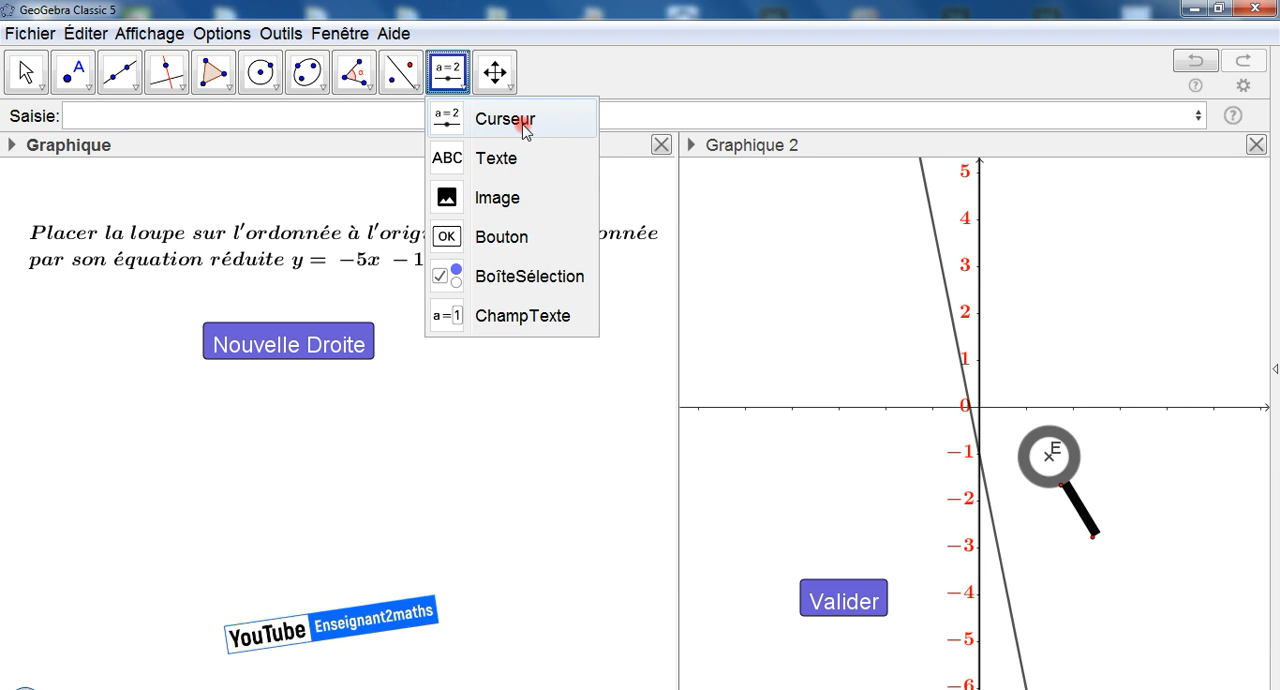 GeoGebra Classic 5
Fichier Éditer Affichage Options Outils Fenêtre Aide
A
α
a=2
Saisie:
a=2 Curseur
ABC Texte
Image
OK Bouton
BoîteSélection
a=1 ChampTexte
Graphique
Graphique 2
Placer la loupe sur l'ordonnée à l'orig onnée
par son équation réduite y = −5x − 1
Nouvelle Droite
YouTube Enseignant2maths
5
4
3
2
1
0
−1
−2
−3
−4
−5
−6
E
Valider